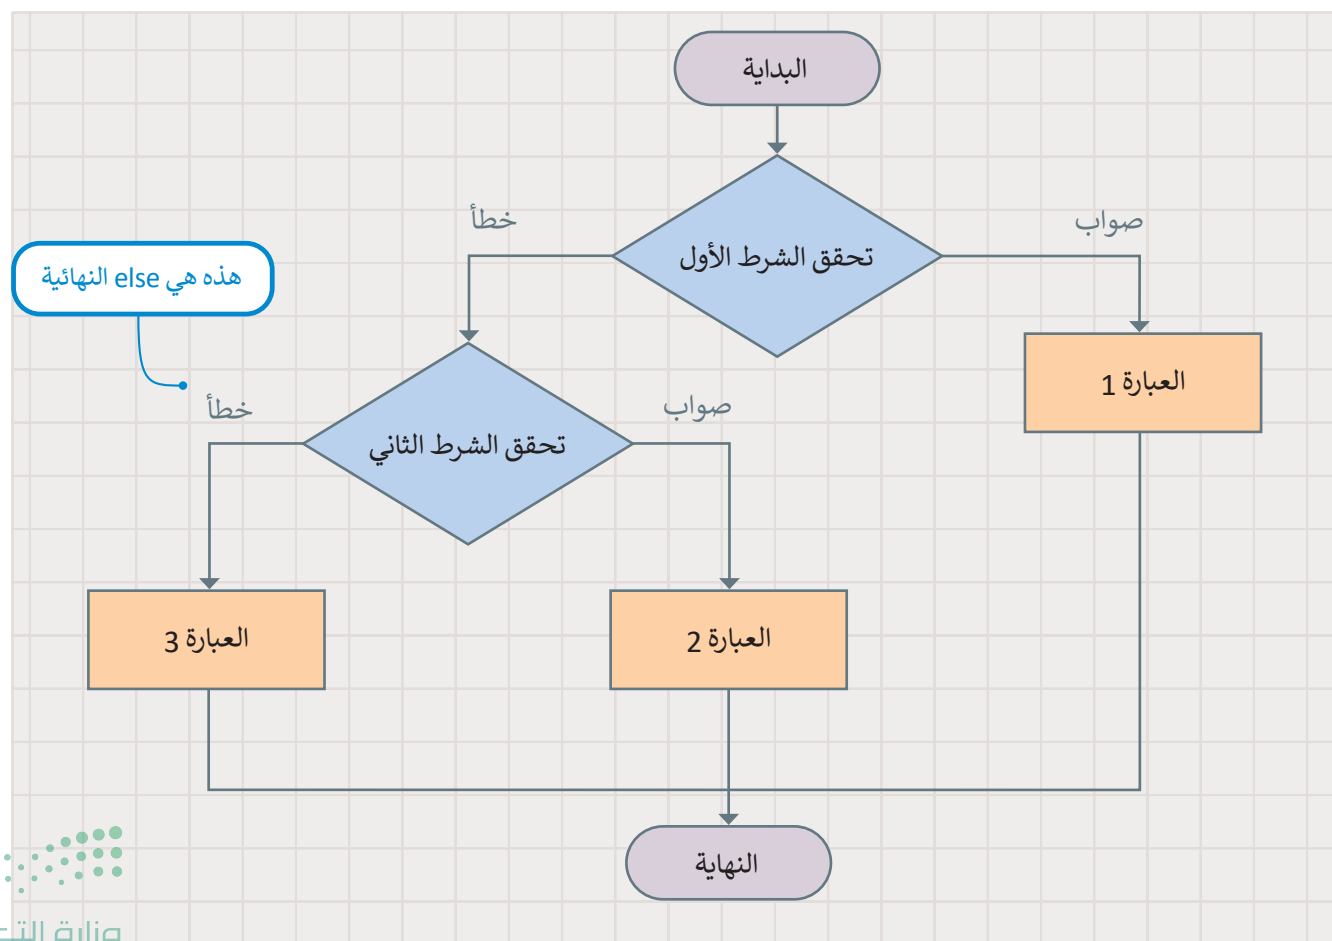 البداية
تحقق الشرط الأول
صواب
خطأ
هذه هي else النهائية
العبارة 1
تحقق الشرط الثاني
صواب
خطأ
العبارة 2
العبارة 3
النهاية
وزارة